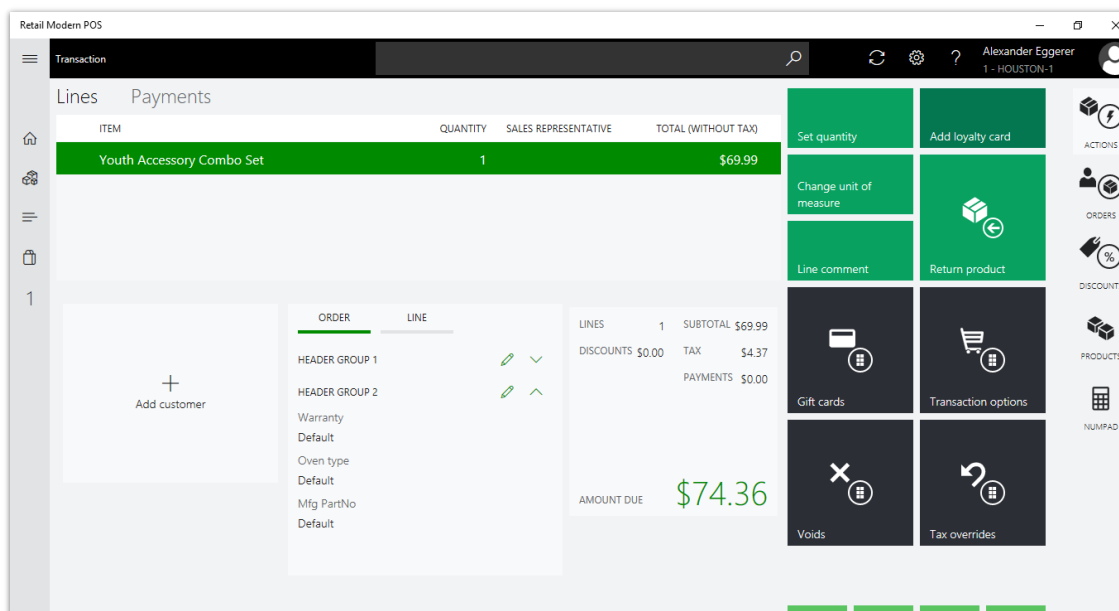 Retail Modern POS
Transaction
Alexander Eggerer
1 - HOUSTON-1
Lines Payments
ITEM QUANTITY SALES REPRESENTATIVE TOTAL (WITHOUT TAX)
Youth Accessory Combo Set 1 $69.99
1
Add customer
ORDER LINE
HEADER GROUP 1
HEADER GROUP 2
Warranty
Default
Oven type
Default
Mfg PartNo
Default
LINES 1 SUBTOTAL $69.99
DISCOUNTS $0.00 TAX $4.37
PAYMENTS $0.00
AMOUNT DUE $74.36
Set quantity
Add loyalty card
Change unit of
measure
Line comment
Return product
Gift cards
Transaction options
Voids
Tax overrides
ACTIONS
ORDERS
%
DISCOUNT
PRODUCTS
NUMPAD